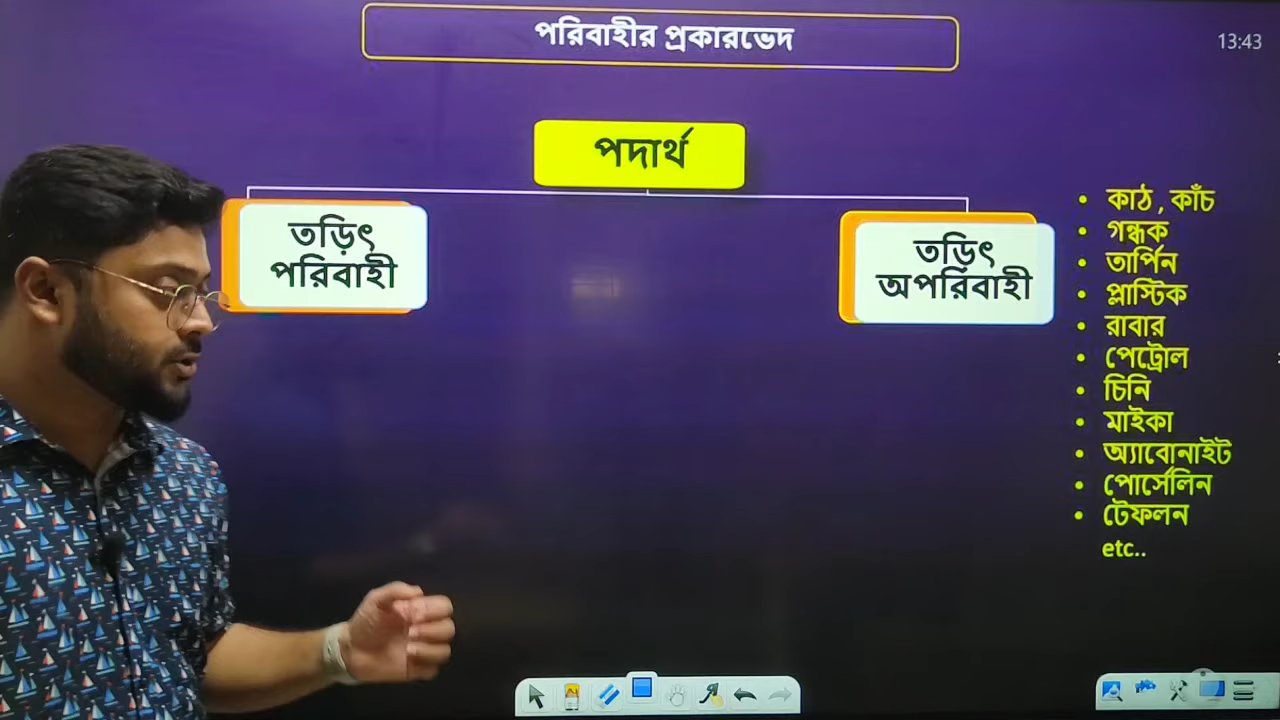 পরিবাহীর প্রকারভেদ
13:43
পদার্থ
তড়িৎ
পরিবাহী
তড়িৎ
অপরিবাহী
• কাঠ , কাঁচ
• গন্ধক
• তার্পিন
• প্লাস্টিক
• রাবার
• পেট্রোল
• চিনি
• মাইকা
• অ্যাবোনাইট
• পোর্সেলিন
• টেফলন
etc..